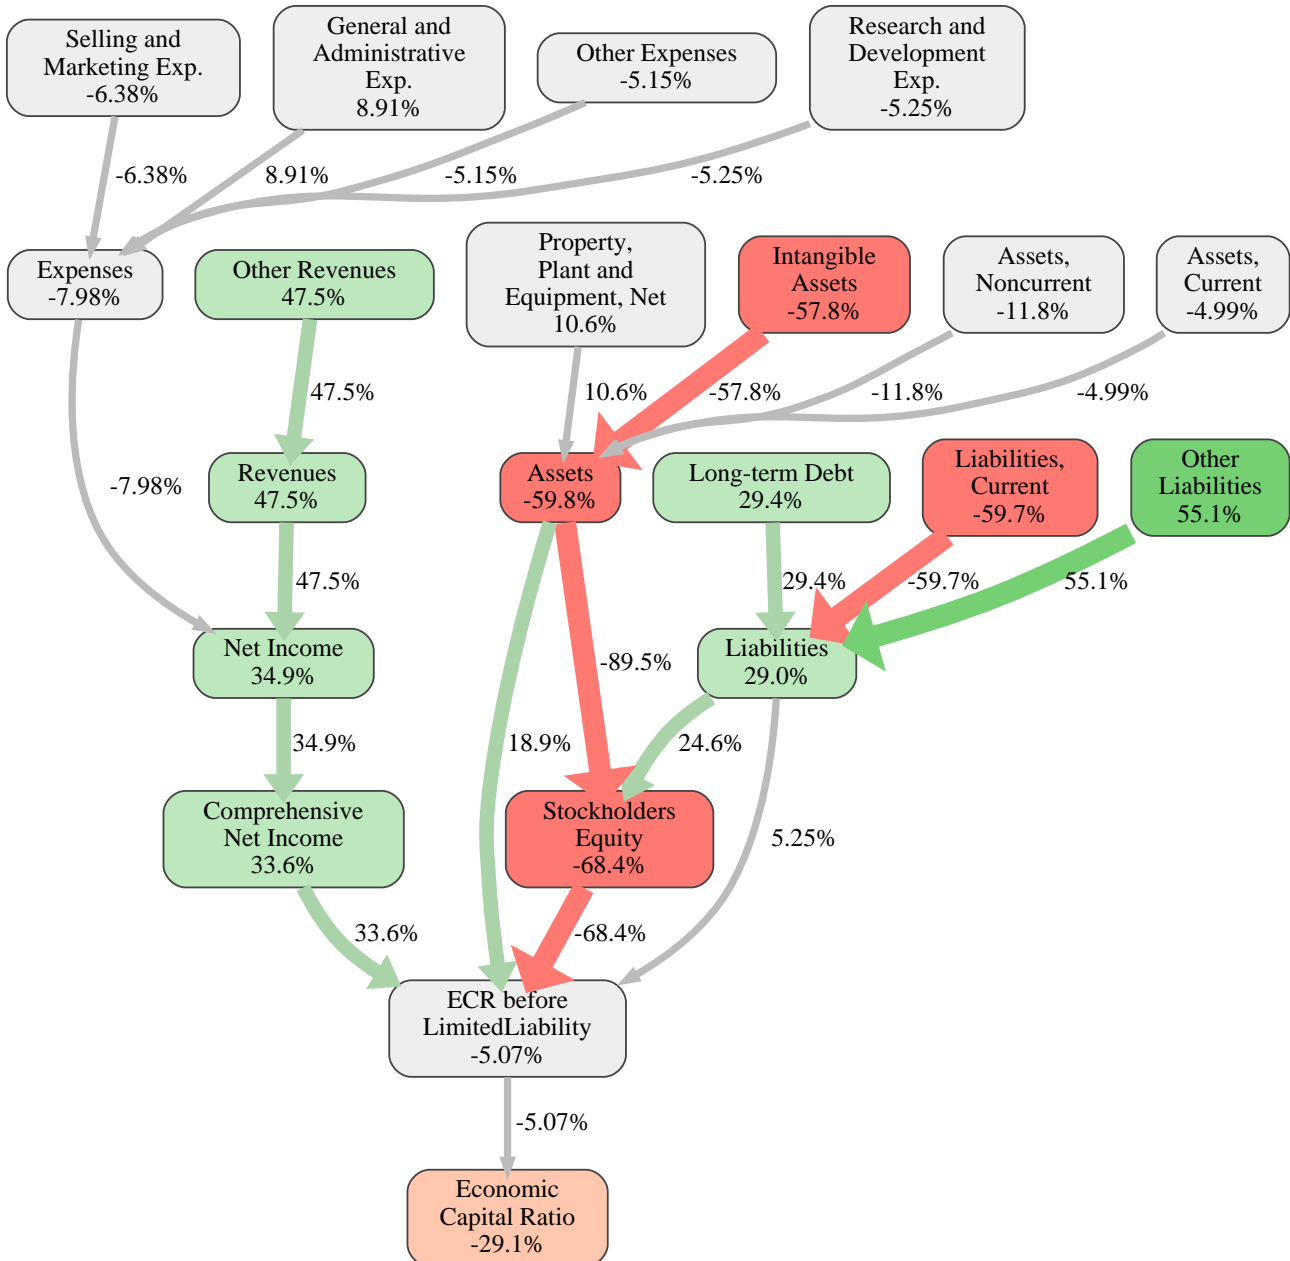 Selling and
Marketing Exp.
-6.38%
General and
Administrative
Exp.
8.91%
Other Expenses
-5.15%
Research and
Development
Exp.
-5.25%
-6.38%
8.91%
-5.15%
-5.25%
Expenses
-7.98%
Other Revenues
47.5%
Property,
Plant and
Equipment, Net
10.6%
Intangible
Assets
-57.8%
Assets,
Noncurrent
-11.8%
Assets,
Current
-4.99%
47.5%
10.6%
-57.8%
-11.8%
-4.99%
-7.98%
Revenues
47.5%
Assets
-59.8%
Long-term Debt
29.4%
Liabilities,
Current
-59.7%
Other
Liabilities
55.1%
47.5%
29.4%
-59.7%
55.1%
Net Income
34.9%
-89.5%
Liabilities
29.0%
34.9%
18.9%
24.6%
Comprehensive
Net Income
33.6%
Stockholders
Equity
-68.4%
5.25%
33.6%
-68.4%
ECR before
LimitedLiability
-5.07%
-5.07%
Economic
Capital Ratio
-29.1%